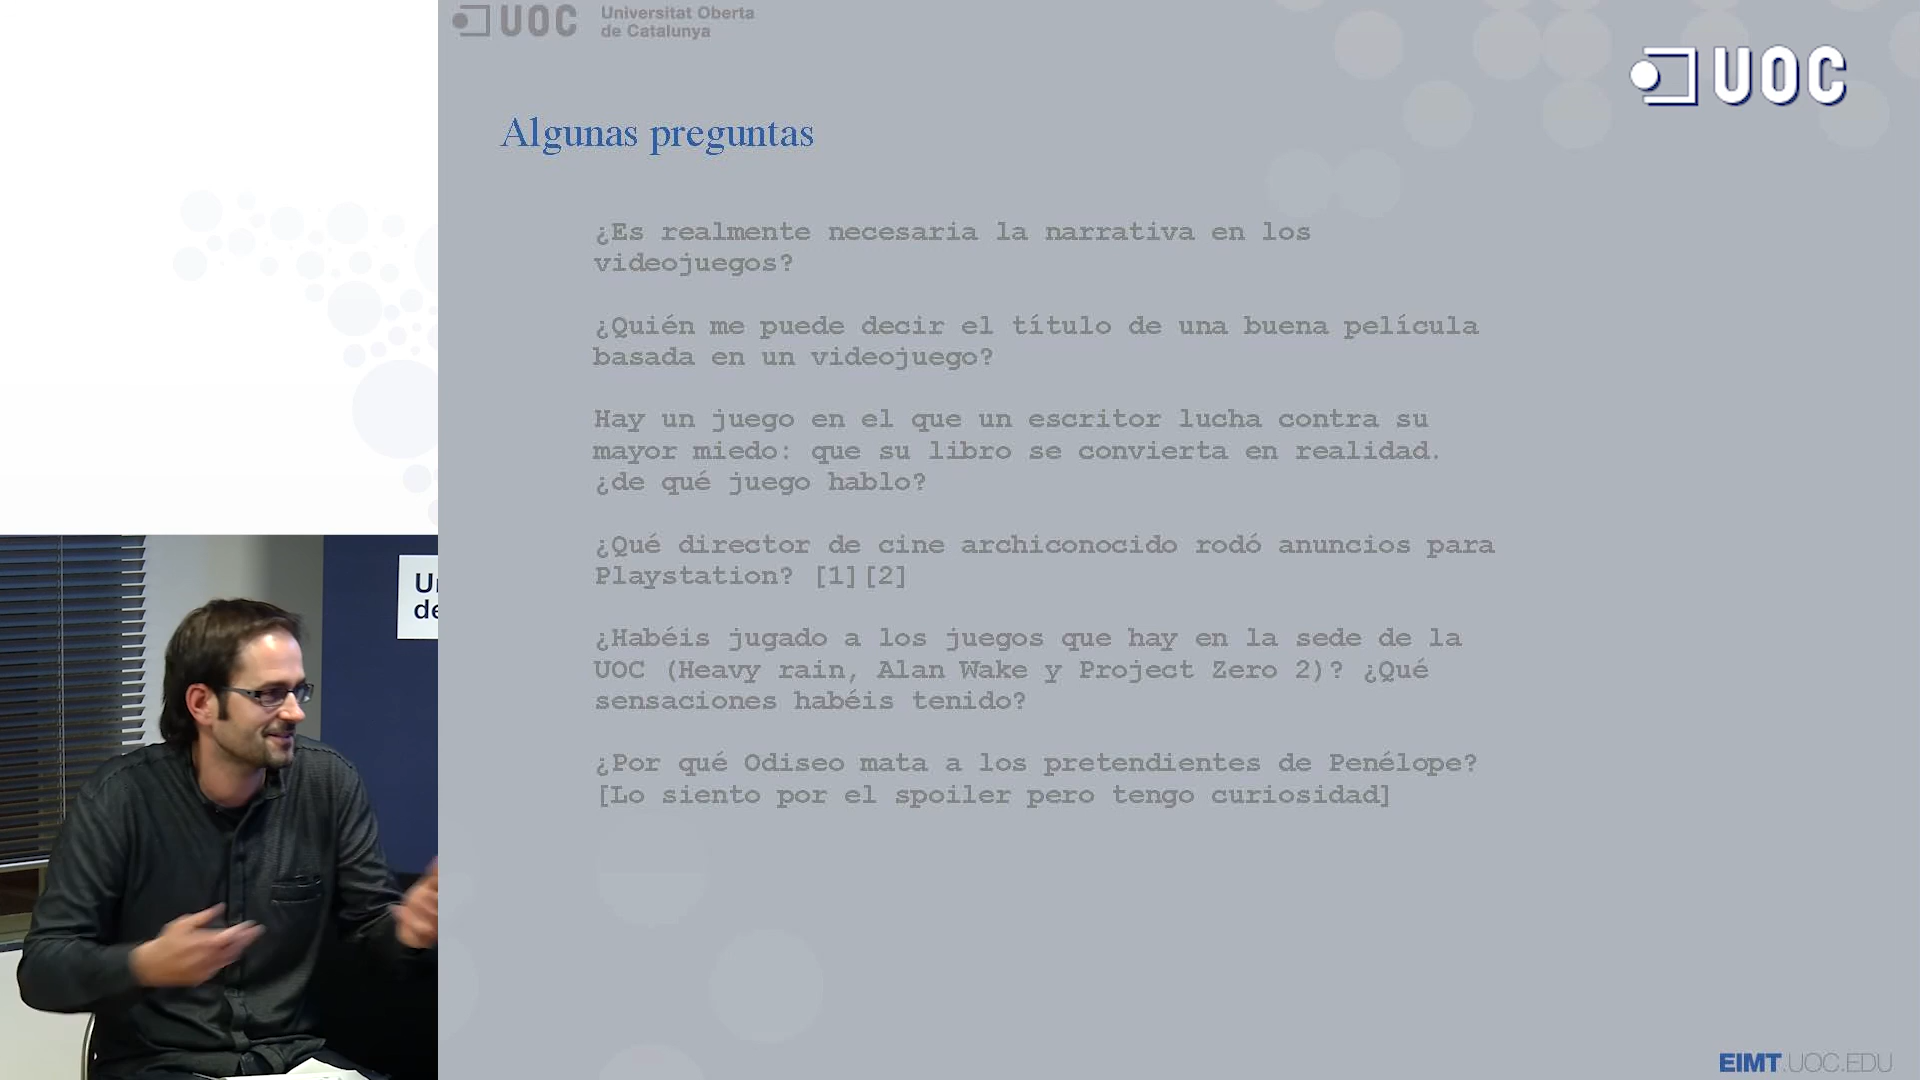 UOC
Universitat Oberta
de Catalunya
UOC
Algunas preguntas
¿Es realmente necesaria la narrativa en los
videojuegos?
¿Quién me puede decir el título de una buena película
basada en un videojuego?
Hay un juego en el que un escritor lucha contra su
mayor miedo: que su libro se convierta en realidad.
¿de qué juego hablo?
¿Qué director de cine archiconocido rodó anuncios para
Playstation? [1][2]
¿Habéis jugado a los juegos que hay en la sede de la
UOC (Heavy rain, Alan Wake y Project Zero 2)? ¿Qué
sensaciones habéis tenido?
¿Por qué Odiseo mata a los pretendientes de Penélope?
[Lo siento por el spoiler pero tengo curiosidad]
de
EIMT.UOC.EDU